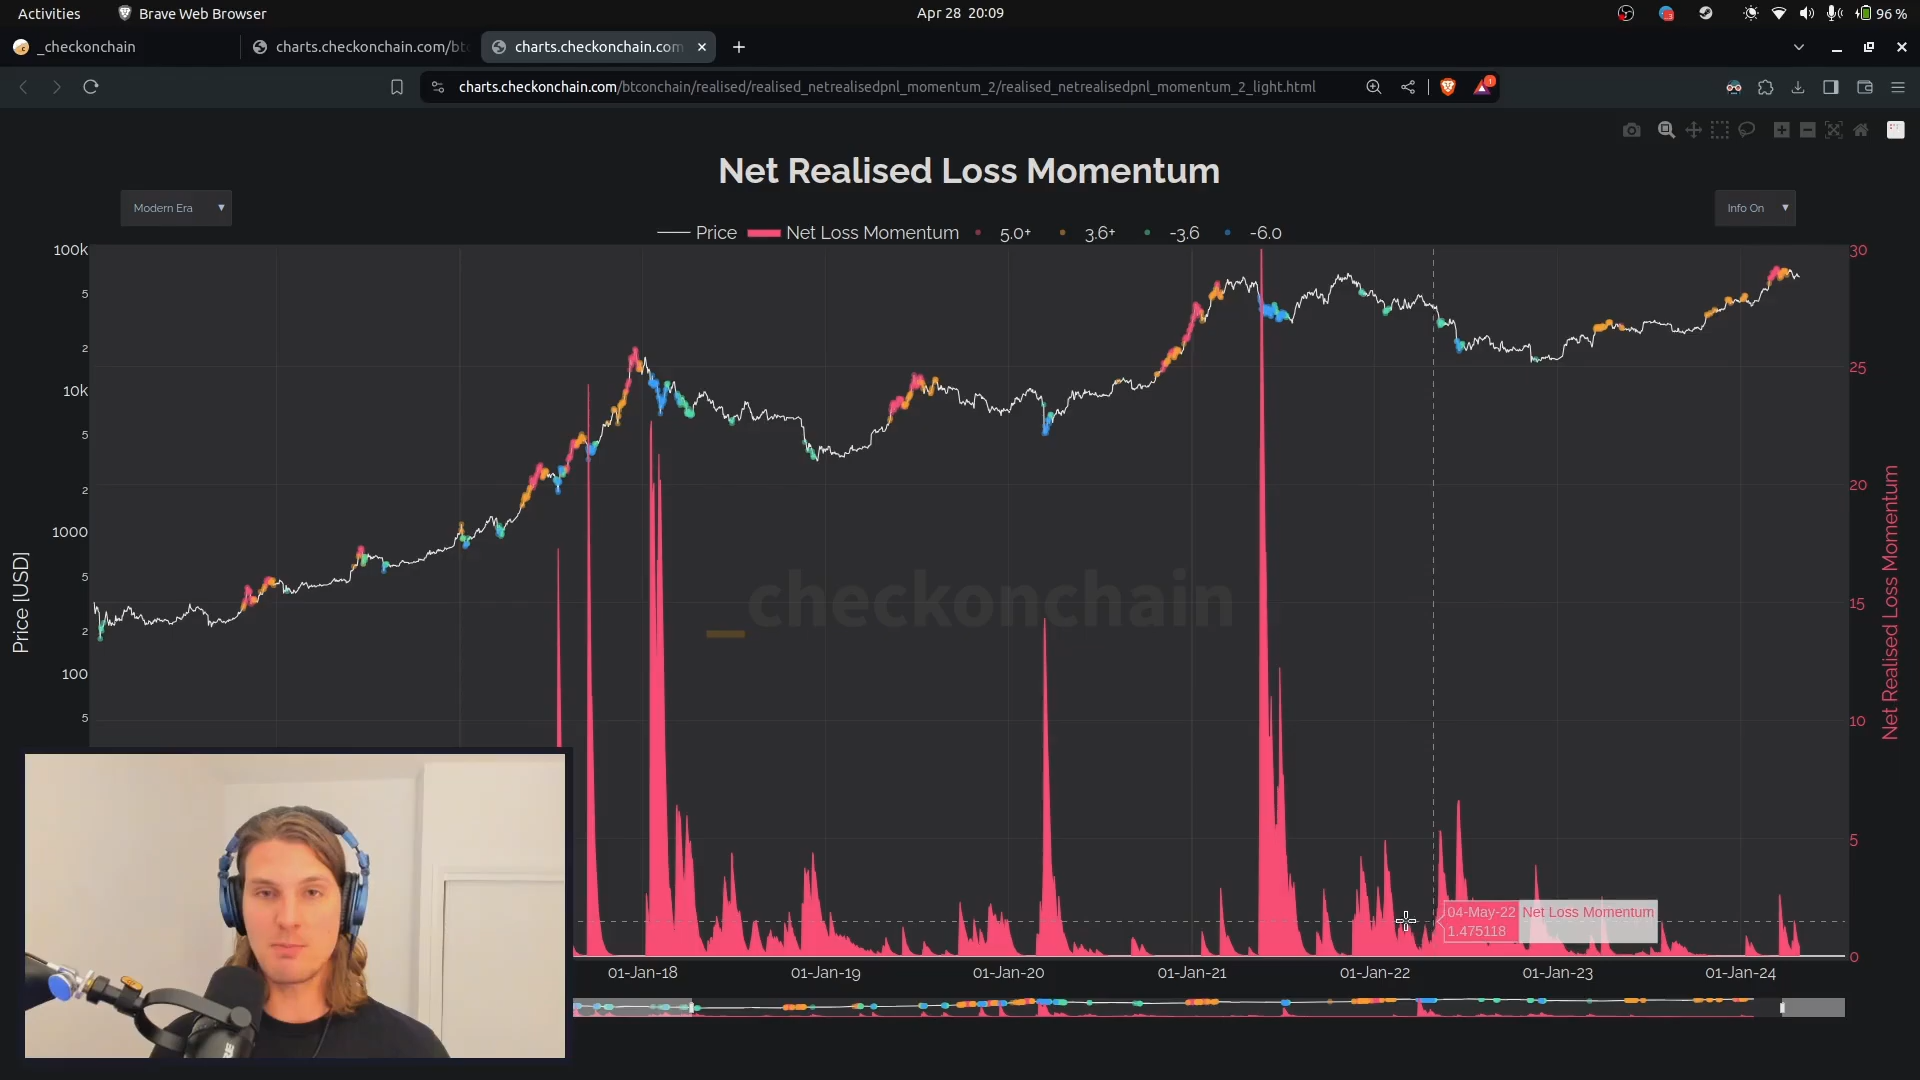 Activities
Brave Web Browser
Apr 28 20:09
96 %
_checkonchain
charts.checkonchain.com/btc
charts.checkonchain.com
charts.checkonchain.com/btconchain/realised/realised_netrealisedpnl_momentum_2/realised_netrealisedpnl_momentum_2_light.html
1
Net Realised Loss Momentum
Modern Era
Info On
Price
Net Loss Momentum
5.0+
3.6+
-3.6
-6.0
100k
5
2
10k
5
2
1000
5
2
100
5
Price [USD]
30
25
20
15
10
5
0
Net Realised Loss Momentum
_checkonchain
04-May-22
1.475118
Net Loss Momentum
01-Jan-18
01-Jan-19
01-Jan-20
01-Jan-21
01-Jan-22
01-Jan-23
01-Jan-24